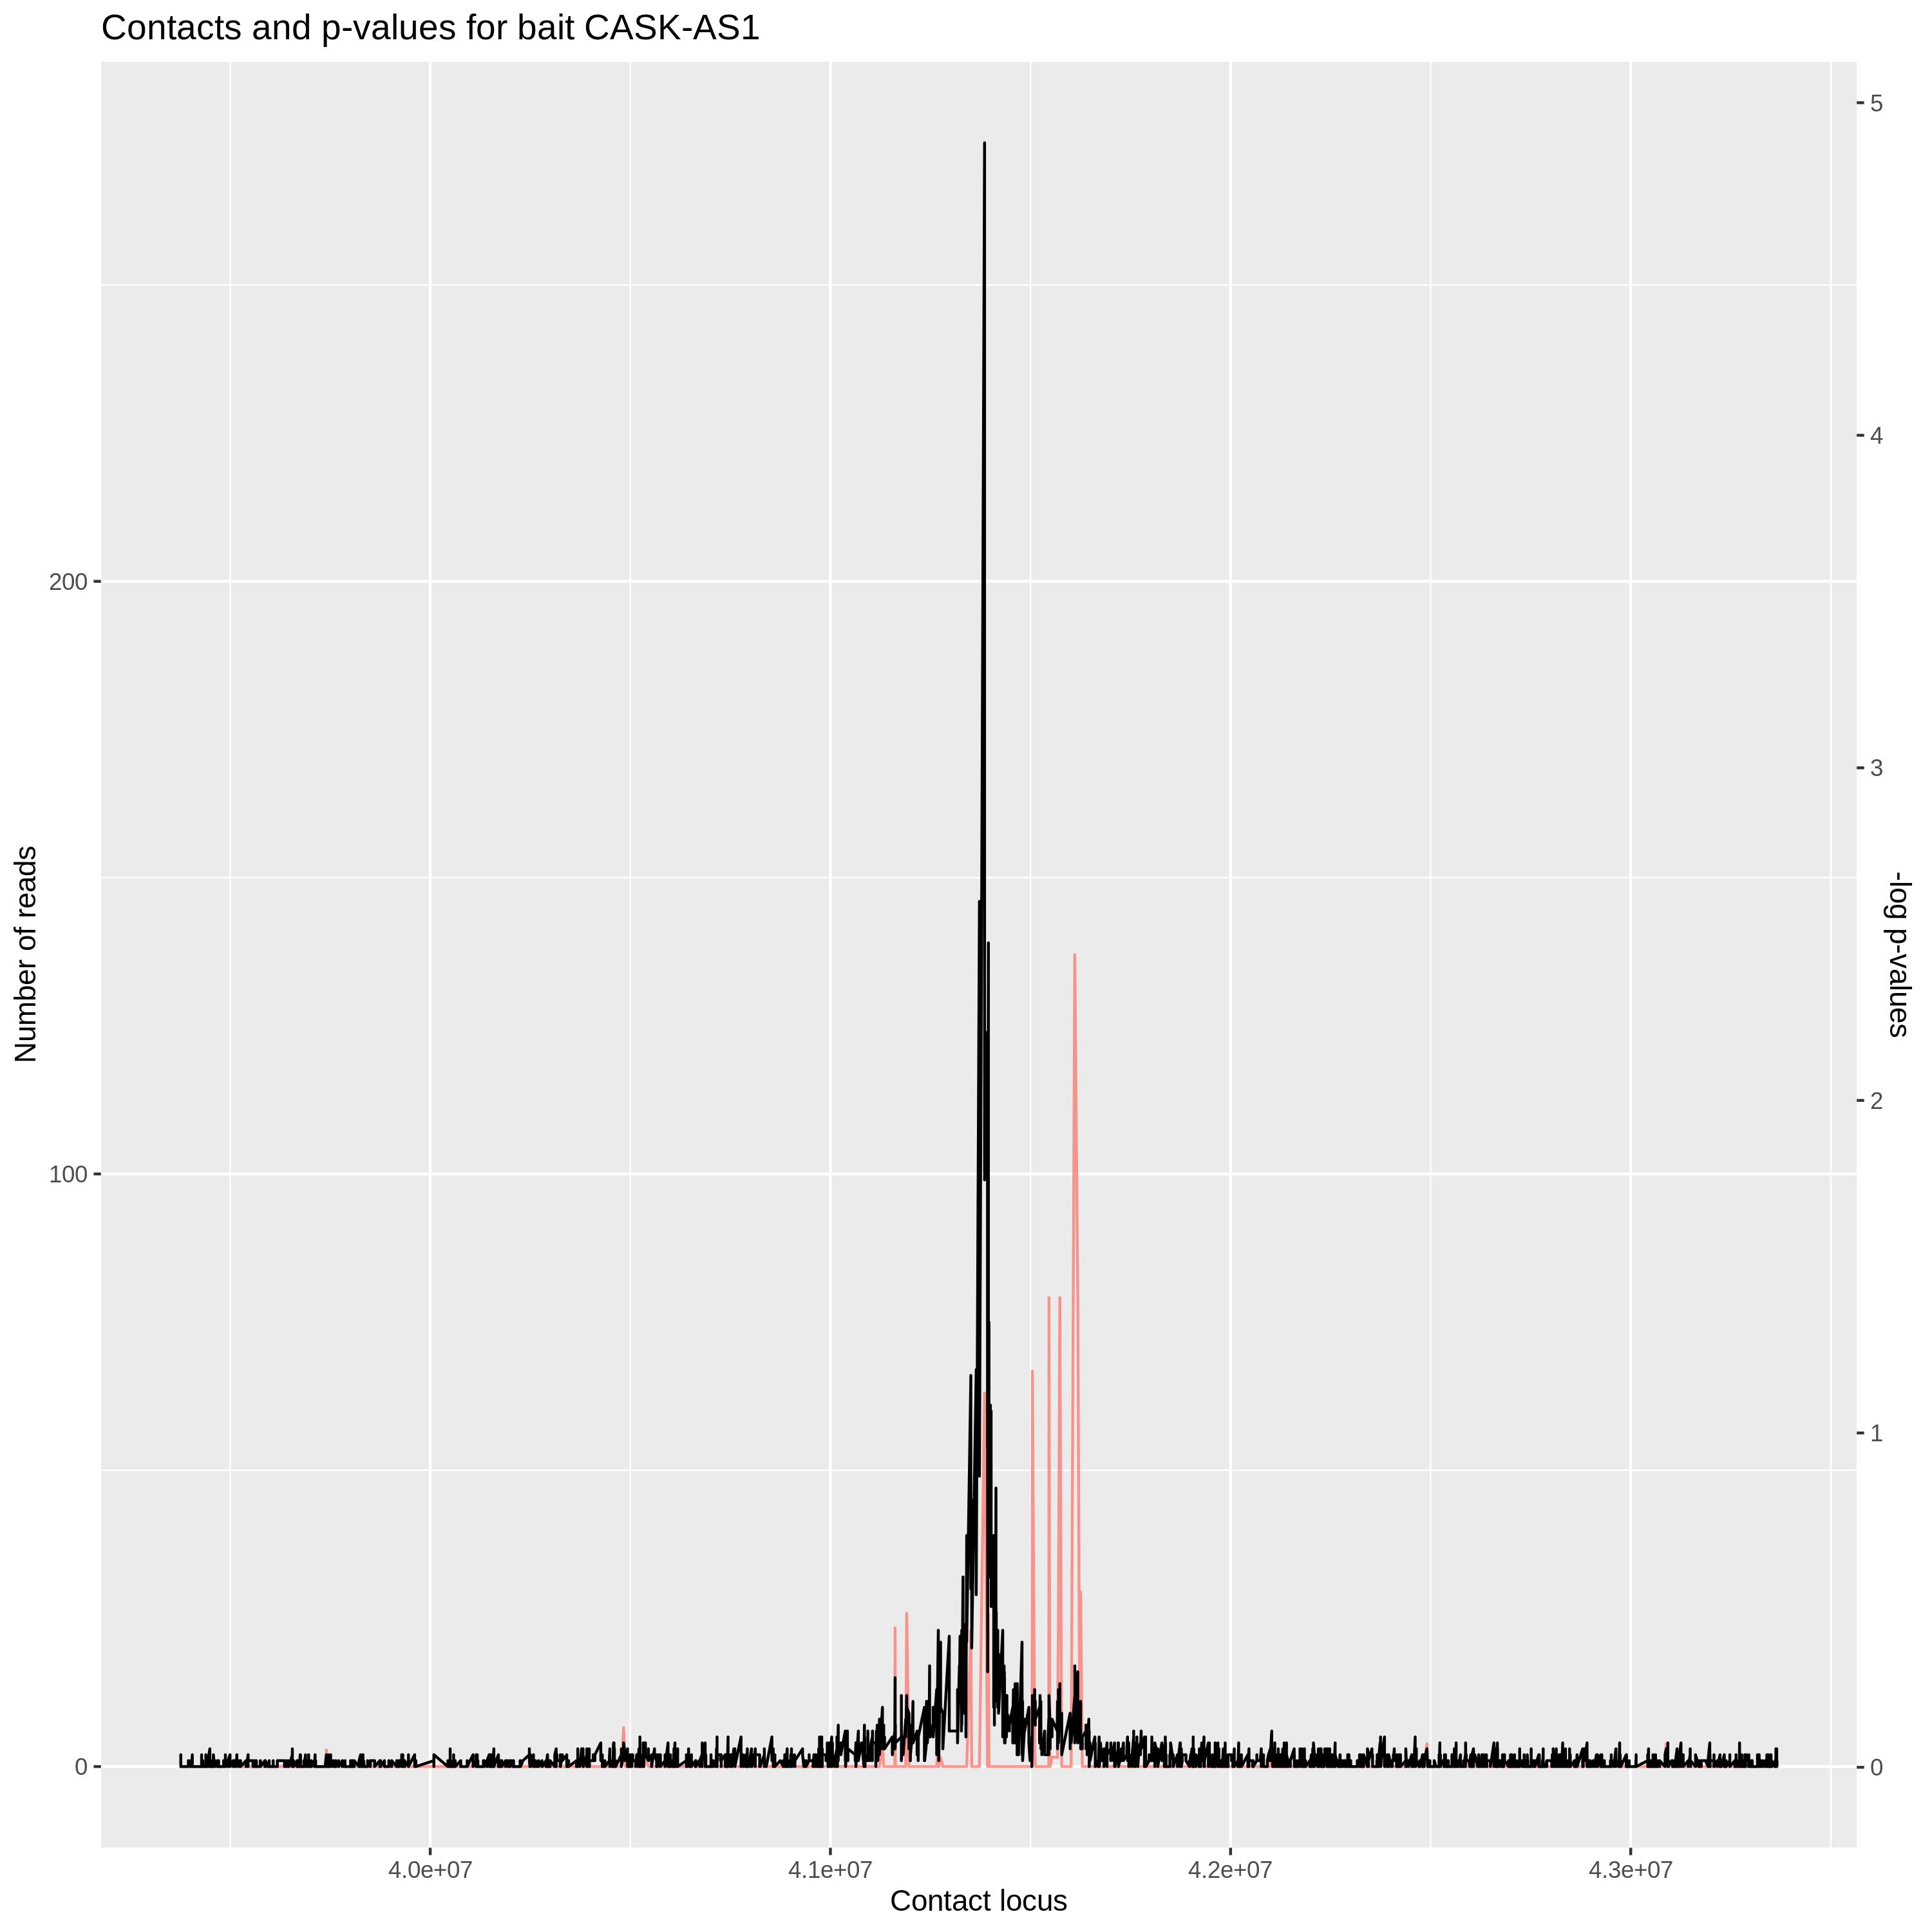 Contacts and p-values for bait CASK-AS1
5
4
200
3
Number of reads
-log p-values
2
100
1
0
0
4.0e+07
4.1e+07
4.2e+07
4.3e+07
Contact locus